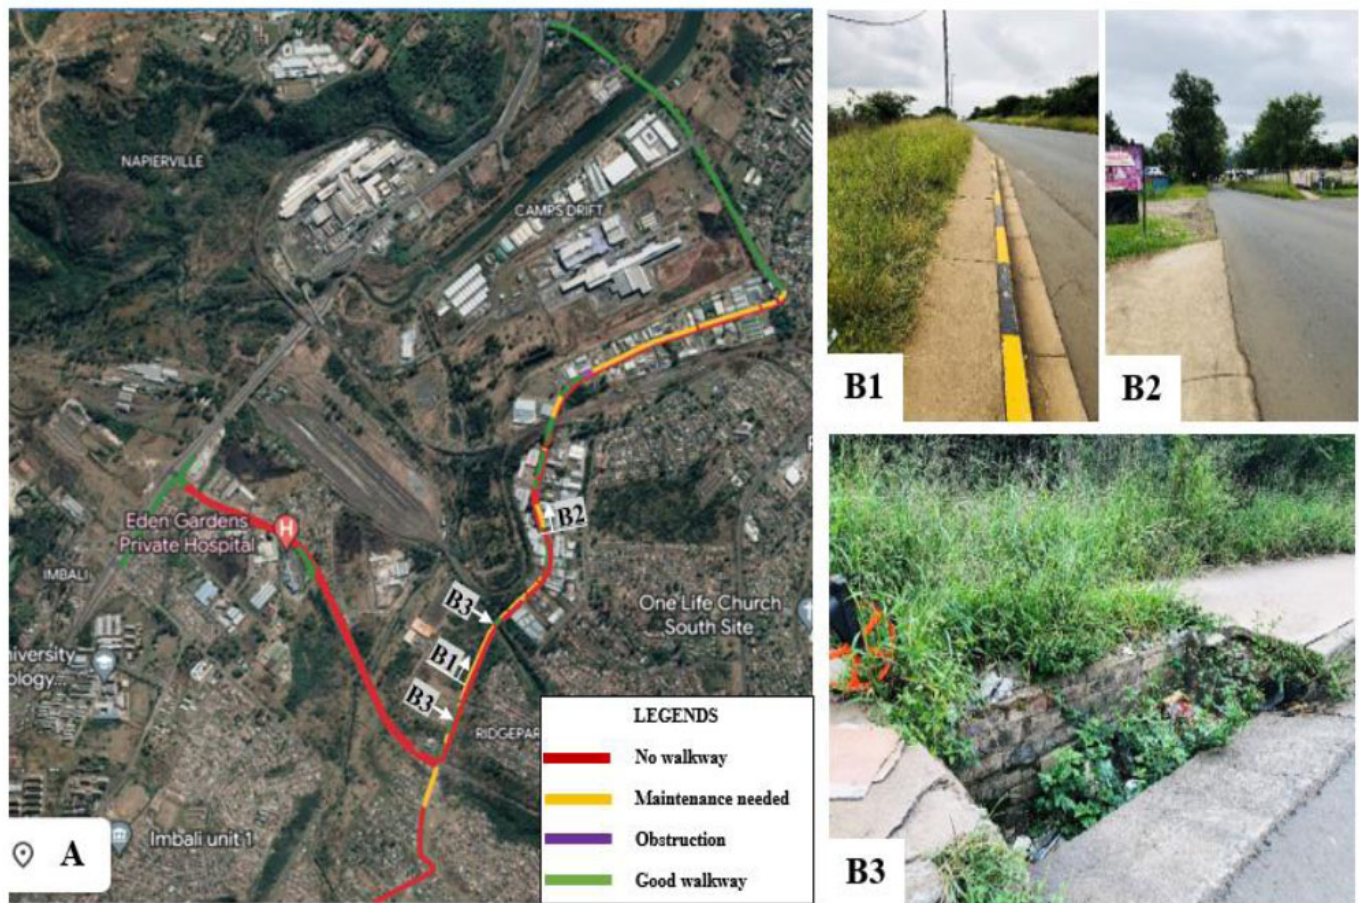 NAPIERVILLE
CAMPS DRIFT
Eden Gardens
Private Hospital
H
IMBALI
B2
B3
One Life Church
South Site
B1
B3
Imbali unit 1
A
LEGENDS
No walkway
Maintenance needed
Obstruction
Good walkway
B1
B2
B3